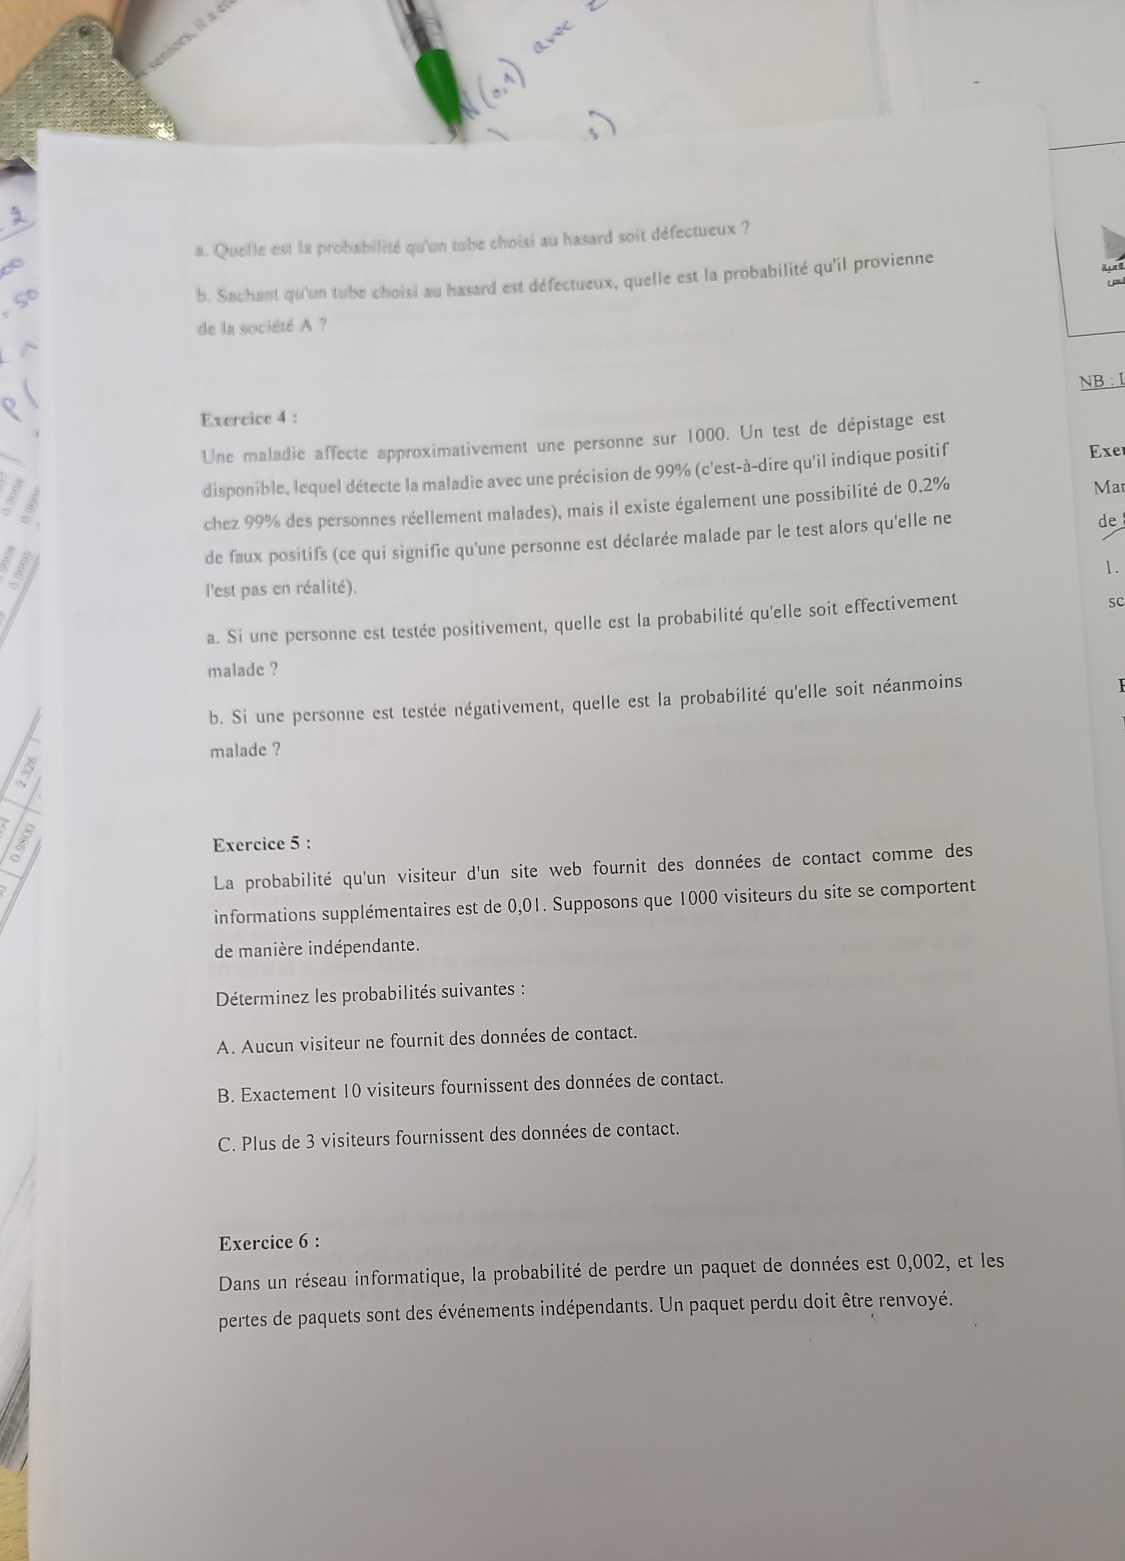 seniors, il a
N(0,1) avec
a. Quelle est la probabilité qu'un tube choisi au hasard soit défectueux ?
b. Sachant qu'un tube choisi au hasard est défectueux, quelle est la probabilité qu'il provienne
de la société A ?
Exercice 4 :
Une maladie affecte approximativement une personne sur 1000. Un test de dépistage est
disponible, lequel détecte la maladie avec une précision de 99% (c'est-à-dire qu'il indique positif
chez 99% des personnes réellement malades), mais il existe également une possibilité de 0.2%
de faux positifs (ce qui signifie qu'une personne est déclarée malade par le test alors qu'elle ne
l'est pas en réalité).
a. Si une personne est testée positivement, quelle est la probabilité qu'elle soit effectivement
malade ?
b. Si une personne est testée négativement, quelle est la probabilité qu'elle soit néanmoins
malade ?
Exercice 5 :
La probabilité qu'un visiteur d'un site web fournit des données de contact comme des
informations supplémentaires est de 0,01. Supposons que 1000 visiteurs du site se comportent
de manière indépendante.
Déterminez les probabilités suivantes :
A. Aucun visiteur ne fournit des données de contact.
B. Exactement 10 visiteurs fournissent des données de contact.
C. Plus de 3 visiteurs fournissent des données de contact.
Exercice 6 :
Dans un réseau informatique, la probabilité de perdre un paquet de données est 0,002, et les
pertes de paquets sont des événements indépendants. Un paquet perdu doit être renvoyé.
NB :
Exer
Mar
de
1.
sc
2.326
0.9800